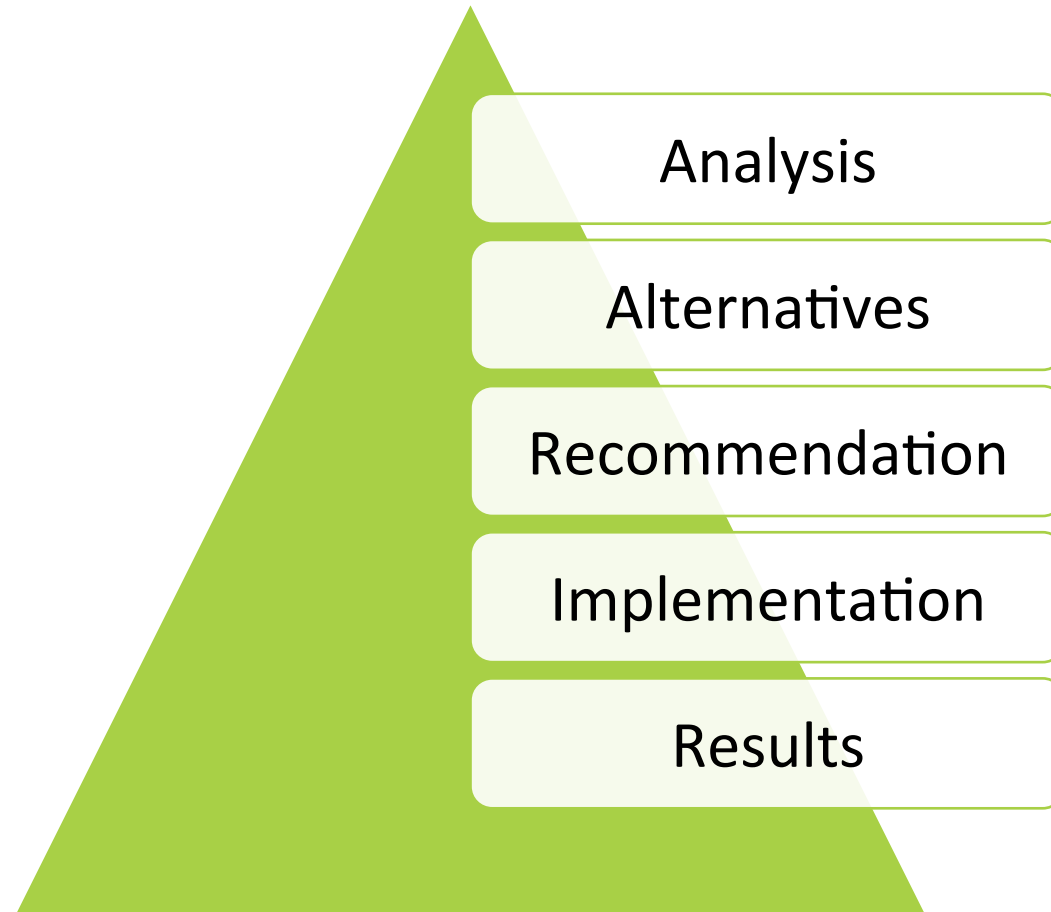 Analysis
Alternatives
Recommendation
Implementation
Results